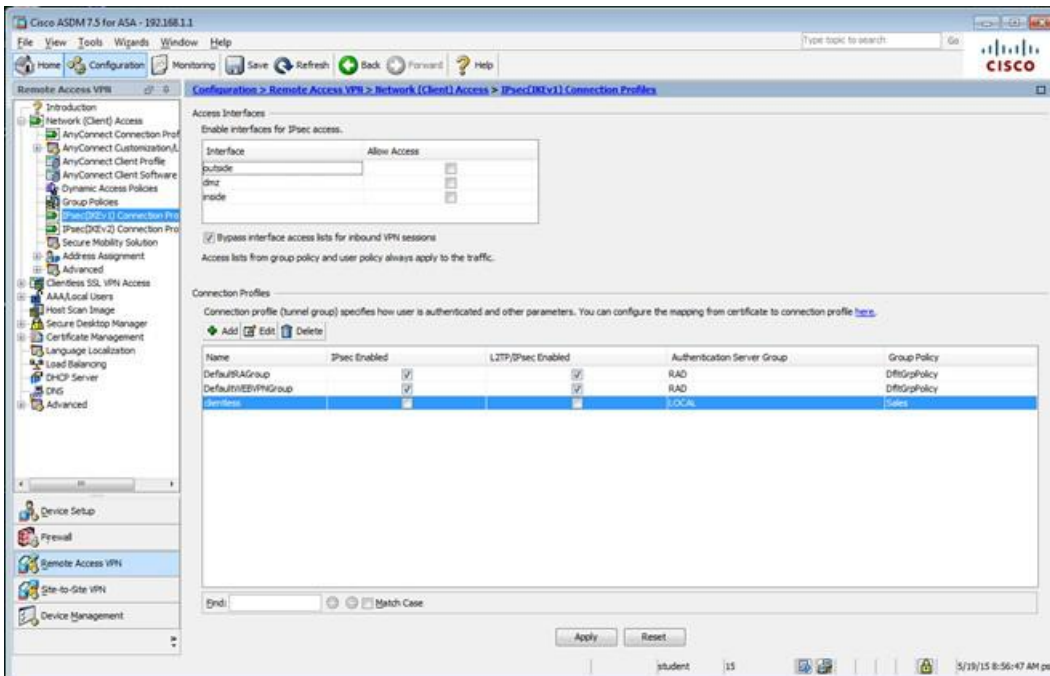 Cisco ASDM 7.5 for ASA - 192.168.1.1
File View Tools Wizards Window Help
Type topic to search Go
Home Configuration Monitoring Save Refresh Back Forward Help
CISCO
Remote Access VPN
Configuration > Remote Access VPN > Network (Client) Access > IPsec(IKEv1) Connection Profiles
Introduction
Network (Client) Access
AnyConnect Connection Prof
AnyConnect Customization/L
AnyConnect Client Profile
AnyConnect Client Software
Dynamic Access Policies
Group Policies
IPsec(IKEv1) Connection Pro
IPsec(IKEv2) Connection Pro
Secure Mobility Solution
Address Assignment
Advanced
Clientless SSL VPN Access
AAA/Local Users
Host Scan Image
Secure Desktop Manager
Certificate Management
Language Localization
Load Balancing
DHCP Server
DNS
Advanced
Device Setup
Firewall
Remote Access VPN
Site-to-Site VPN
Device Management
Access Interfaces
Enable interfaces for IPsec access.
Interface Allow Access
outside
dmz
inside
Bypass interface access lists for inbound VPN sessions
Access lists from group policy and user policy always apply to the traffic.
Connection Profiles
Connection profile (tunnel group) specifies how user is authenticated and other parameters. You can configure the mapping from certificate to connection profile here.
Add Edit Delete
Name IPsec Enabled L2TP/IPsec Enabled Authentication Server Group Group Policy
DefaultRAGroup RAD DfltGrpPolicy
DefaultWEBVPNGroup RAD DfltGrpPolicy
clientless LOCAL Sales
Find: Match Case
Apply Reset
student 15 5/19/15 8:56:47 AM